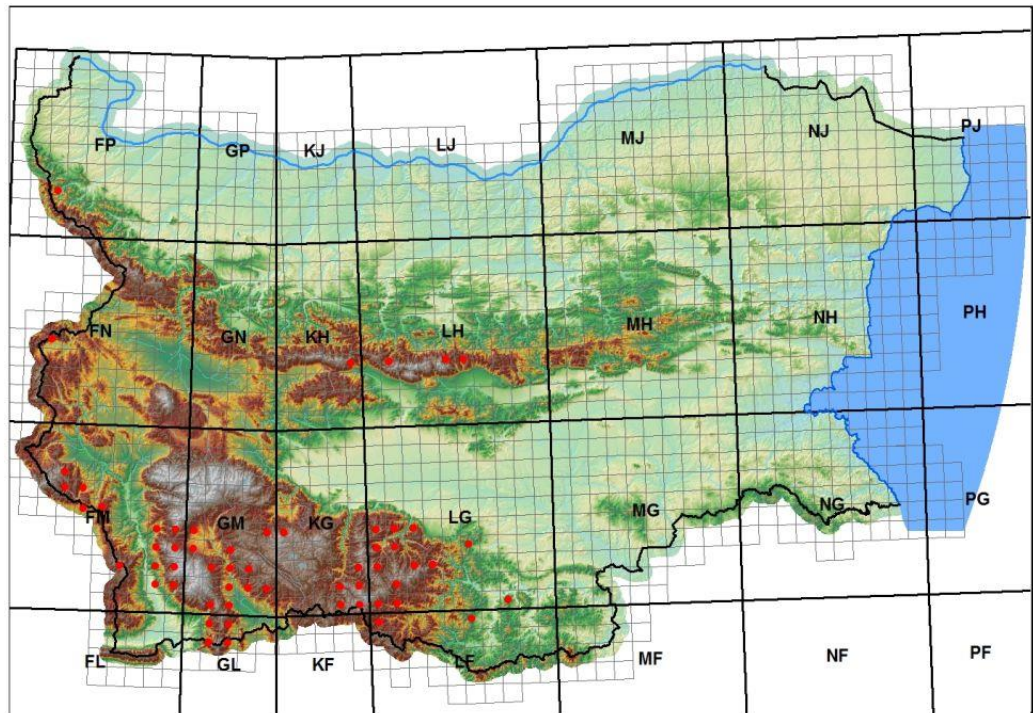 FP GP KJ LJ MJ NJ PJ
FN GN KH LH MH NH PH
FM GM KG LG MG NG PG
FL GL KF LF MF NF PF